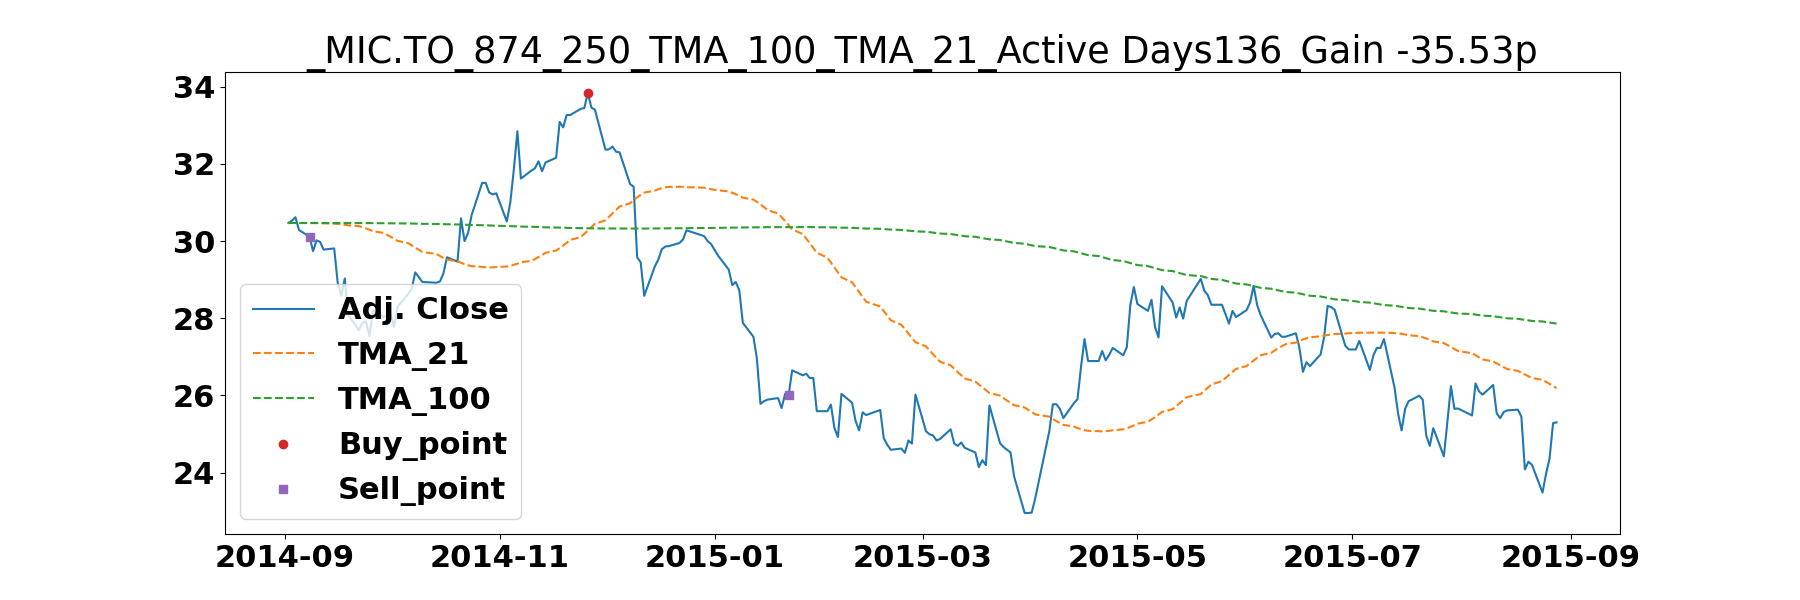 _MIC.TO_874_250_TMA_100_TMA_21_Active Days136_Gain -35.53p
34
32
30
28
26
24
Adj. Close
TMA_21
TMA_100
Buy_point
Sell_point
2014-09 2014-11 2015-01 2015-03 2015-05 2015-07 2015-09